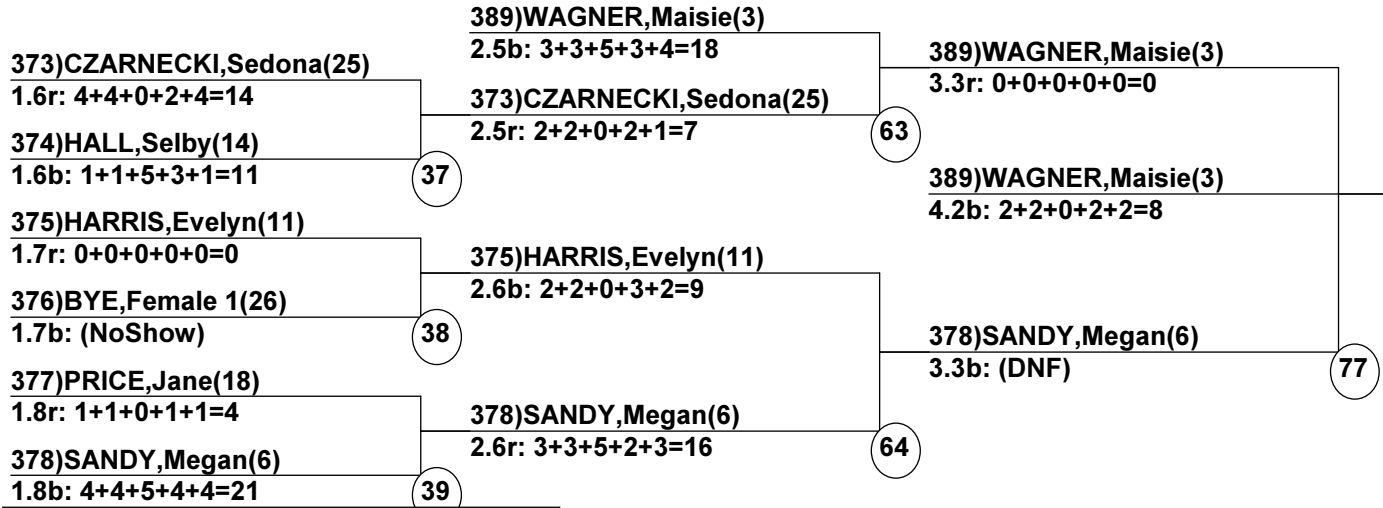 373)CZARNECKI,Sedona(25)
1.6r: 4+4+0+2+4=14
374)HALL,Selby(14)
1.6b: 1+1+5+3+1=11
37
375)HARRIS,Evelyn(11)
1.7r: 0+0+0+0+0=0
376)BYE,Female 1(26)
1.7b: (NoShow)
38
377)PRICE,Jane(18)
1.8r: 1+1+0+1+1=4
378)SANDY,Megan(6)
1.8b: 4+4+5+4+4=21
39
389)WAGNER,Maisie(3)
2.5b: 3+3+5+3+4=18
373)CZARNECKI,Sedona(25)
2.5r: 2+2+0+2+1=7
63
375)HARRIS,Evelyn(11)
2.6b: 2+2+0+3+2=9
378)SANDY,Megan(6)
2.6r: 3+3+5+2+3=16
64
389)WAGNER,Maisie(3)
3.3r: 0+0+0+0+0=0
389)WAGNER,Maisie(3)
4.2b: 2+2+0+2+2=8
378)SANDY,Megan(6)
3.3b: (DNF)
77